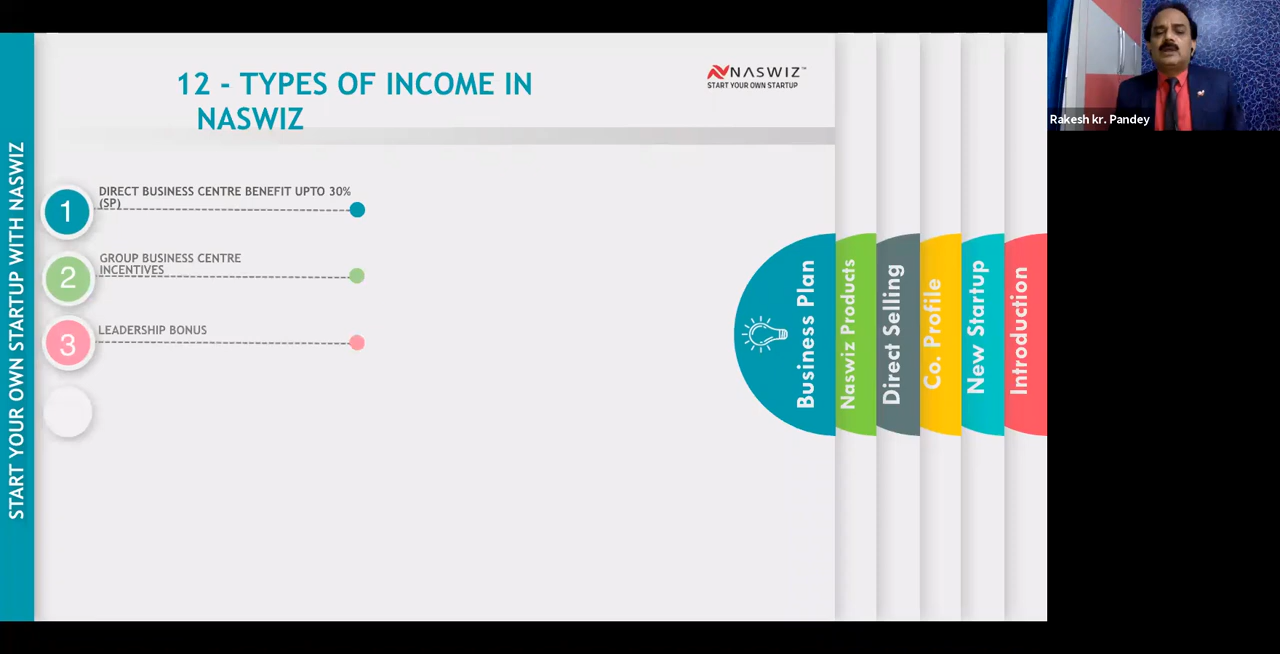 START YOUR OWN STARTUP WITH NASWIZ
12 - TYPES OF INCOME IN
NASWIZ
NASWIZ™
START YOUR OWN STARTUP
1
DIRECT BUSINESS CENTRE BENEFIT UPTO 30%
(SP)
2
GROUP BUSINESS CENTRE
INCENTIVES
3
LEADERSHIP BONUS
Business Plan
Naswiz Products
Direct Selling
Co. Profile
New Startup
Introduction
Rakesh kr. Pandey